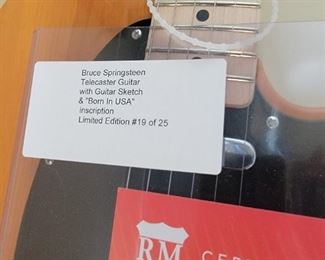 Bruce Springsteen
Telecaster Guitar
with Guitar Sketch
& "Born In USA"
inscription
Limited Edition #19 of 25
RM